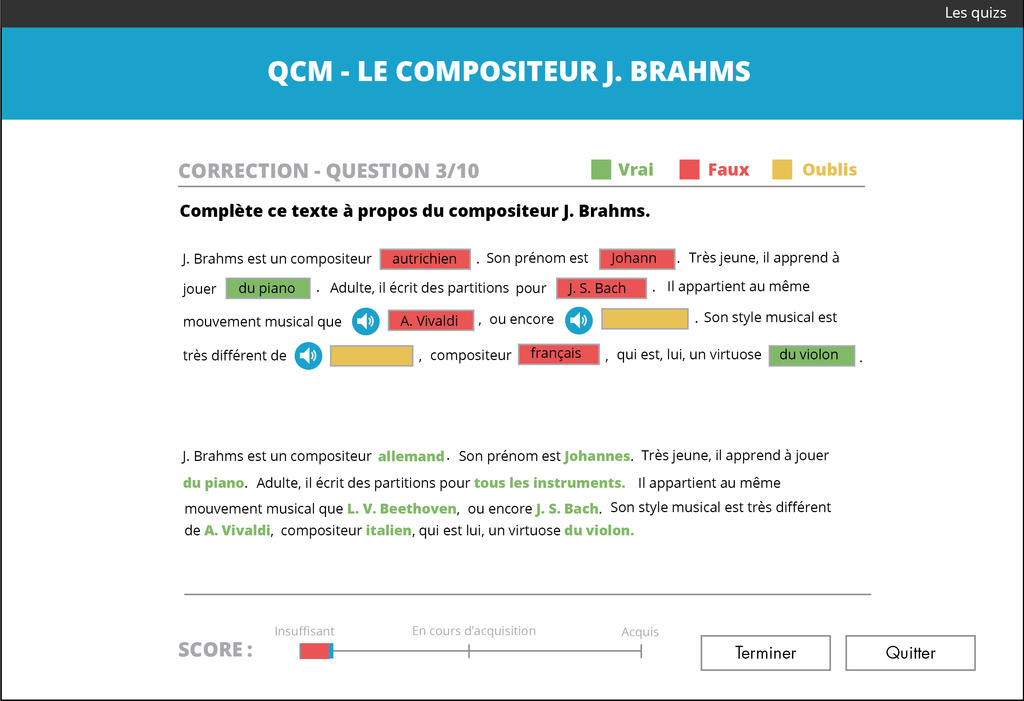 Les quizs
QCM - LE COMPOSITEUR J. BRAHMS
CORRECTION - QUESTION 3/10 Vrai Faux Oublis
Complète ce texte à propos du compositeur J. Brahms.
J. Brahms est un compositeur autrichien . Son prénom est Johann . Très jeune, il apprend à
jouer du piano . Adulte, il écrit des partitions pour J. S. Bach . Il appartient au même
mouvement musical que A. Vivaldi , ou encore . Son style musical est
très différent de , compositeur français , qui est, lui, un virtuose du violon .
J. Brahms est un compositeur allemand . Son prénom est Johannes. Très jeune, il apprend à jouer
du piano. Adulte, il écrit des partitions pour tous les instruments. Il appartient au même
mouvement musical que L. V. Beethoven, ou encore J. S. Bach. Son style musical est très différent
de A. Vivaldi, compositeur italien, qui est lui, un virtuose du violon.
Insuffisant En cours d'acquisition Acquis
SCORE : Terminer Quitter